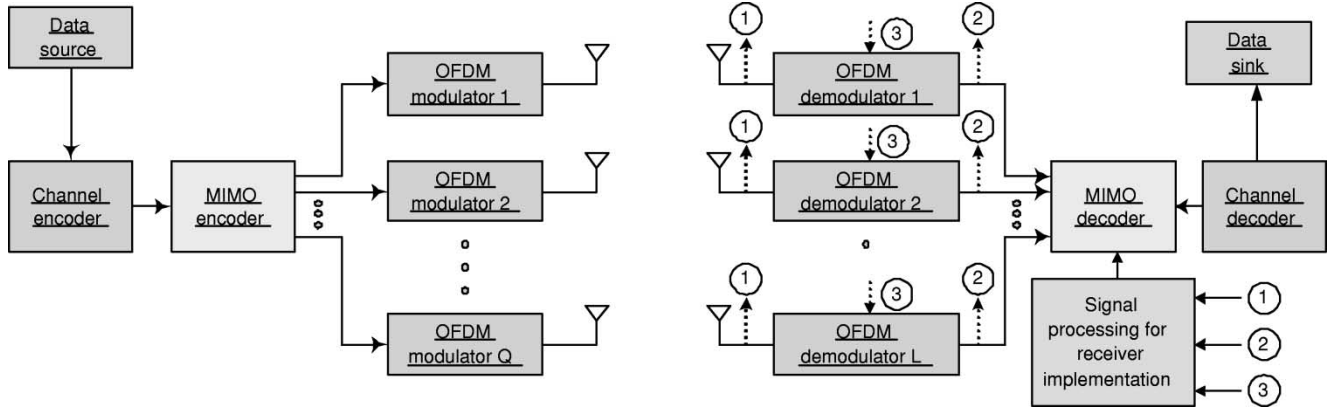 Data
source
Channel
encoder
MIMO
encoder
OFDM
modulator 1
OFDM
modulator 2
OFDM
modulator Q
1
3
2
OFDM
demodulator 1
1
3
2
OFDM
demodulator 2
1
3
2
OFDM
demodulator L
Data
sink
MIMO
decoder
Channel
decoder
Signal
processing for
receiver
implementation
1
2
3